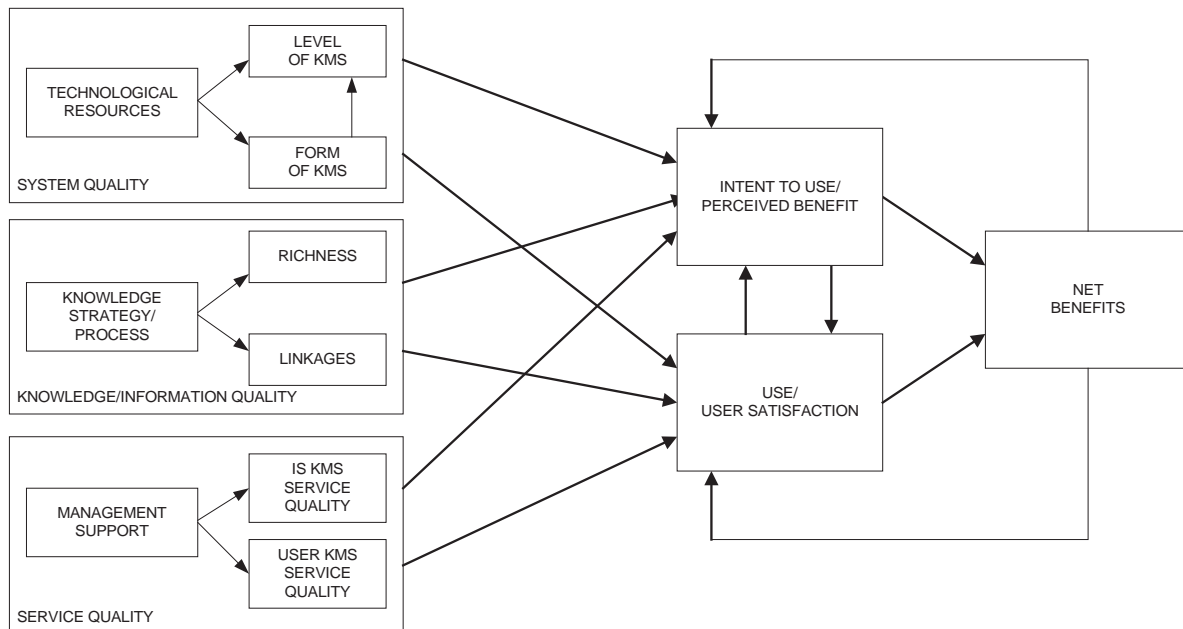 LEVEL
OF KMS
TECHNOLOGICAL
RESOURCES
FORM
OF KMS
SYSTEM QUALITY
RICHNESS
KNOWLEDGE
STRATEGY/
PROCESS
LINKAGES
KNOWLEDGE/INFORMATION QUALITY
IS KMS
SERVICE
QUALITY
MANAGEMENT
SUPPORT
USER KMS
SERVICE
QUALITY
SERVICE QUALITY
INTENT TO USE/
PERCEIVED BENEFIT
USE/
USER SATISFACTION
NET
BENEFITS